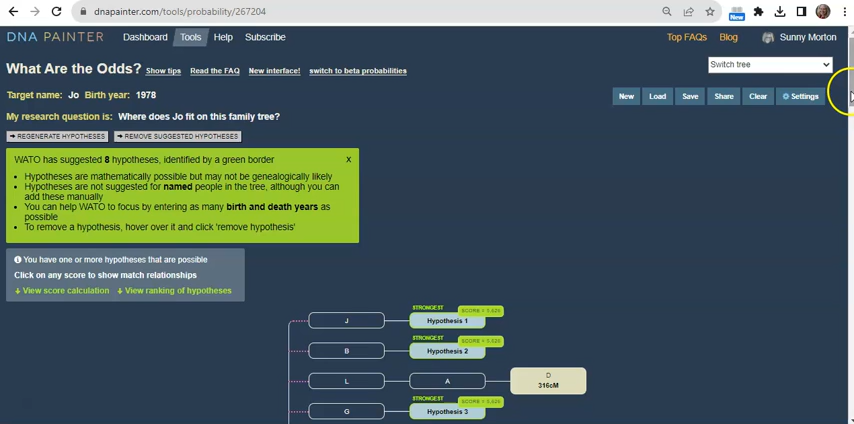 dnapainter.com/tools/probability/267204
New
DNA PAINTER Dashboard Tools Help Subscribe Top FAQs Blog Sunny Morton
What Are the Odds? Show tips Read the FAQ New interface! switch to beta probabilities
Switch tree
Target name: Jo Birth year: 1978
New Load Save Share Clear Settings
My research question is: Where does Jo fit on this family tree?
➔ REGENERATE HYPOTHESES ➔ REMOVE SUGGESTED HYPOTHESES
WATO has suggested 8 hypotheses, identified by a green border X
• Hypotheses are mathematically possible but may not be genealogically likely
• Hypotheses are not suggested for named people in the tree, although you can
add these manually
• You can help WATO to focus by entering as many birth and death years as
possible
• To remove a hypothesis, hover over it and click 'remove hypothesis'
You have one or more hypotheses that are possible
Click on any score to show match relationships
↓ View score calculation ↓ View ranking of hypotheses
STRONGEST
J Hypothesis 1
STRONGEST
B Hypothesis 2
L A D
316cM
STRONGEST
G Hypothesis 3